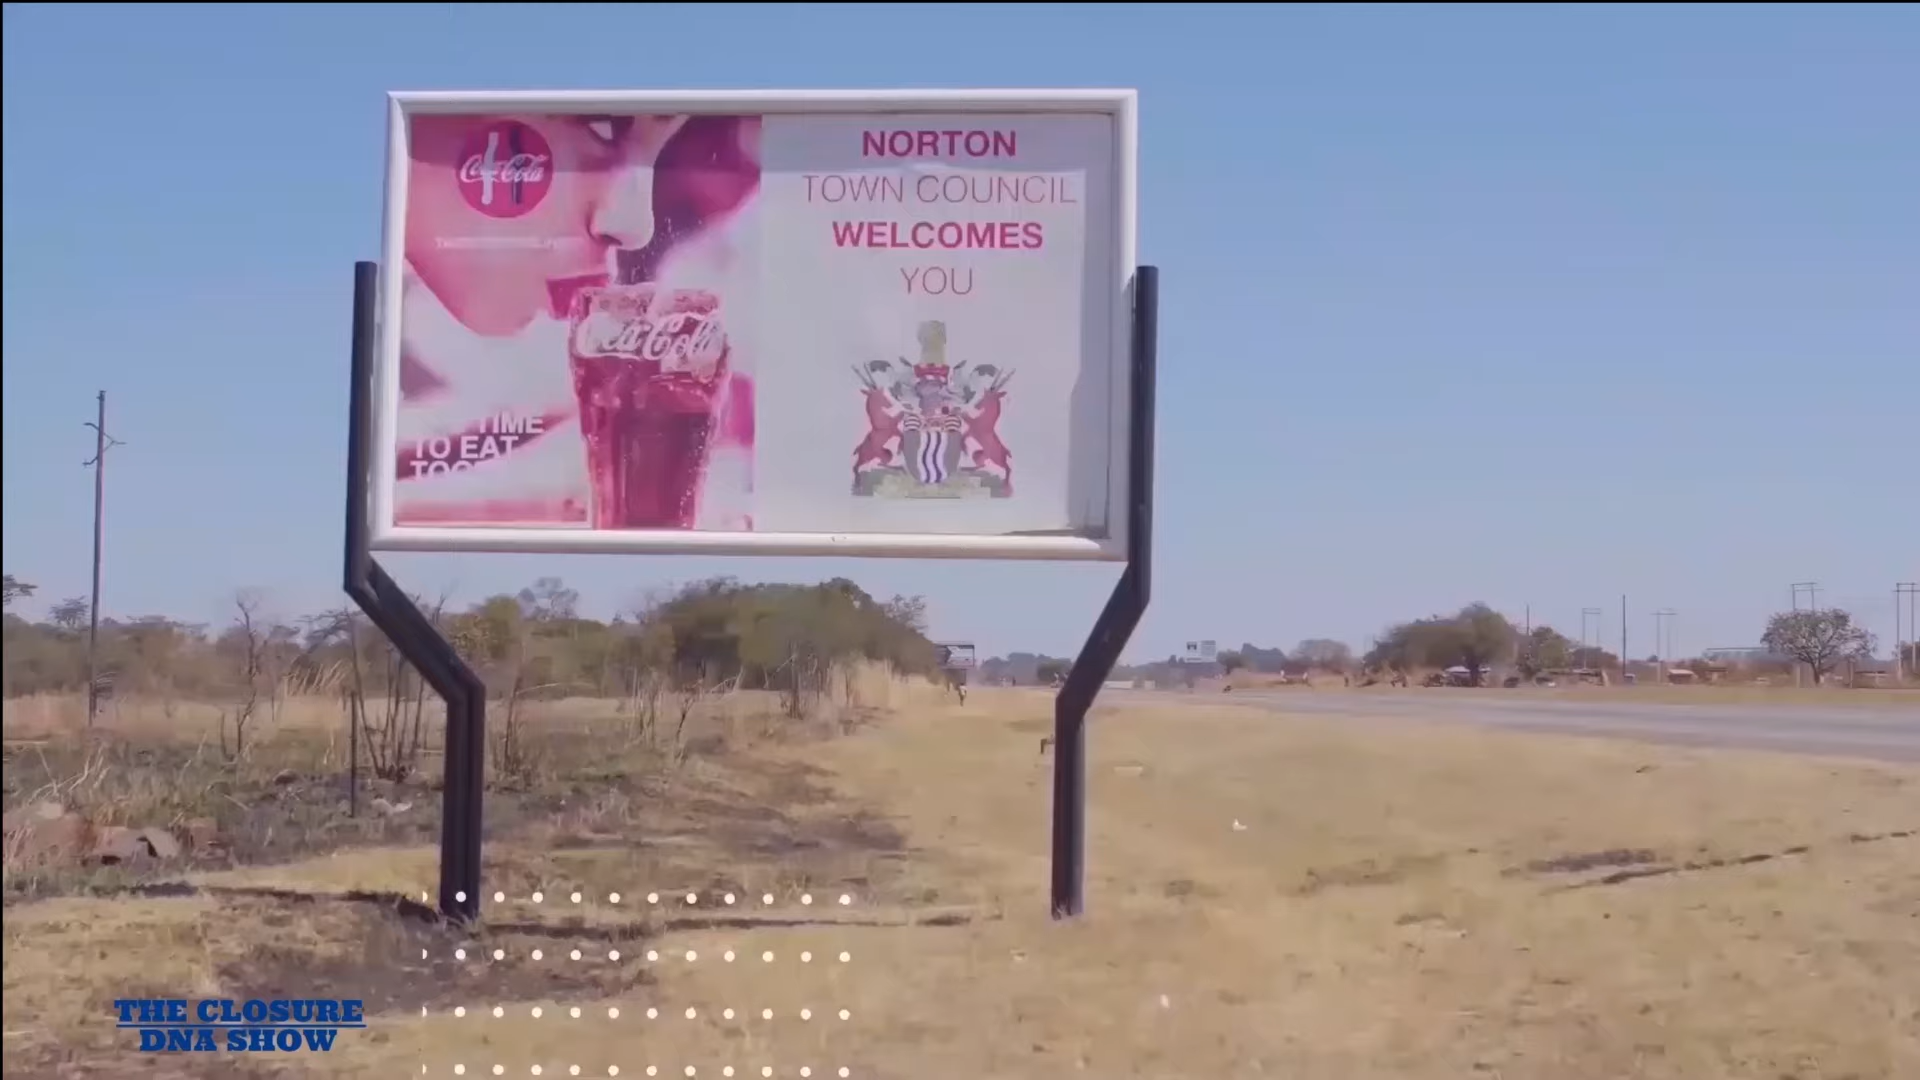 Coca-Cola
NORTON
TOWN COUNCIL
WELCOMES
YOU
Coca-Cola
TIME
TO EAT
THE CLOSURE
DNA SHOW